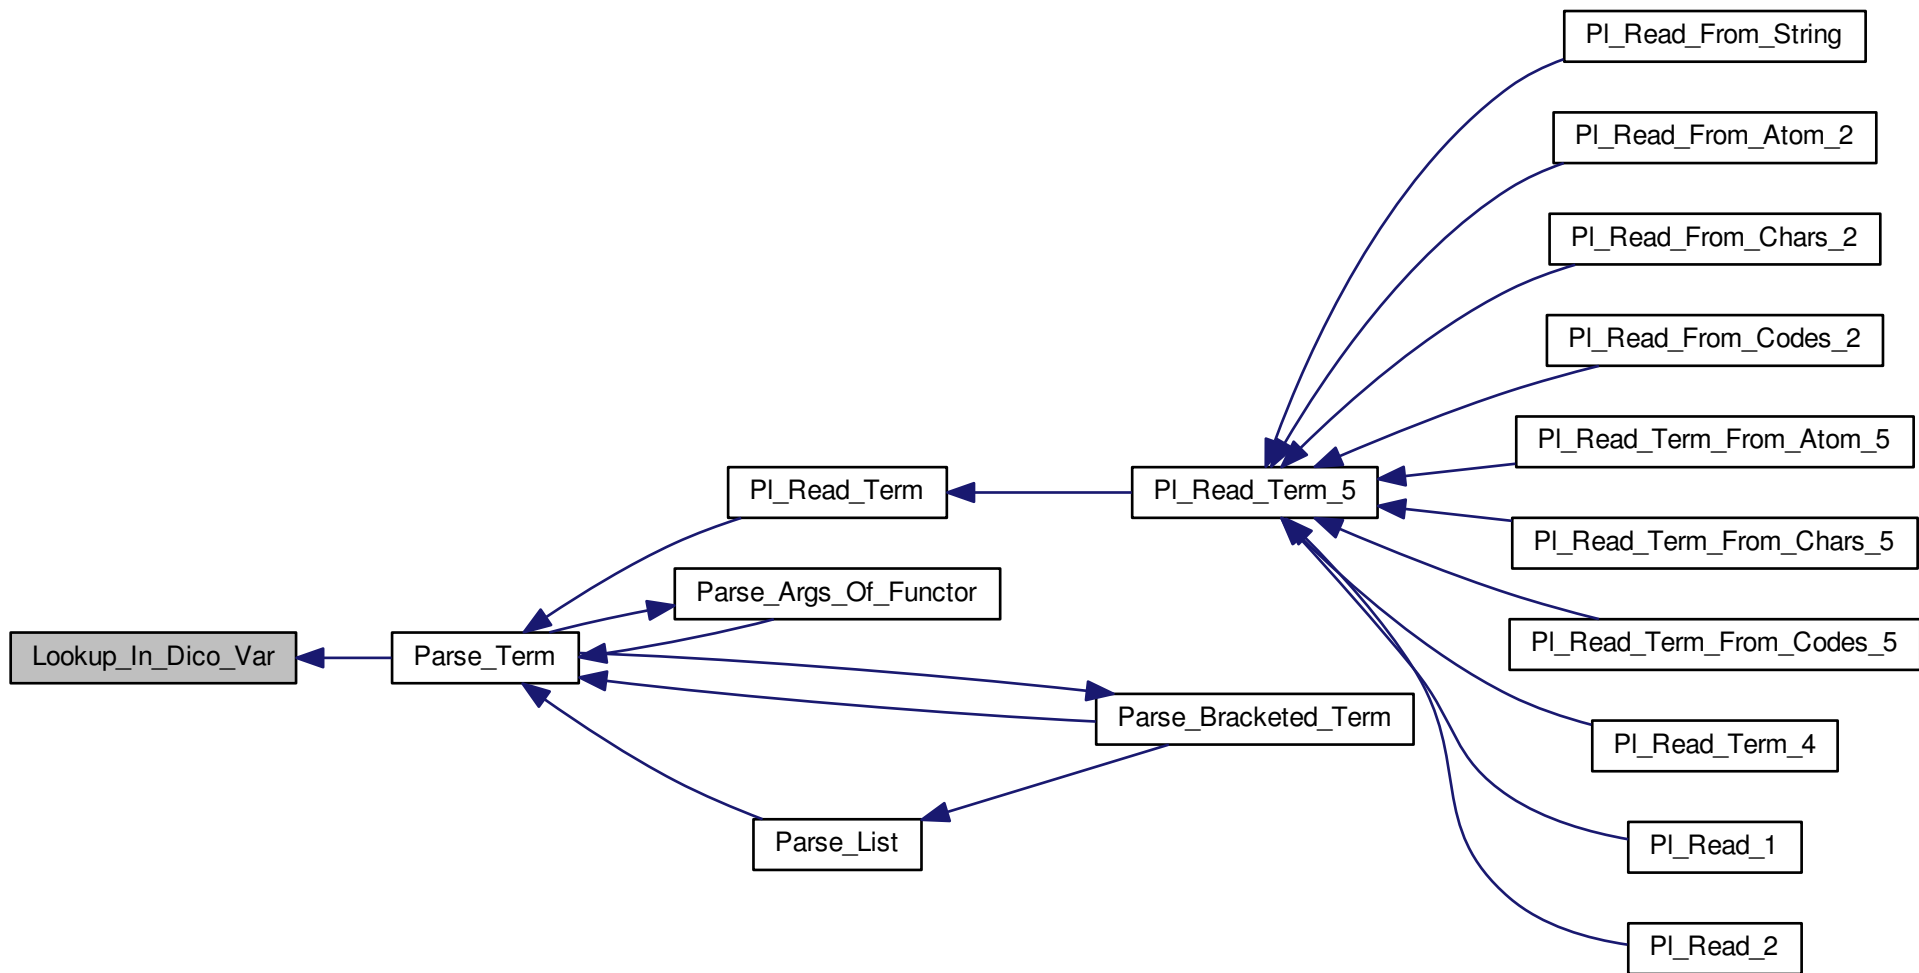 Pl_Read_From_String
Pl_Read_From_Atom_2
Pl_Read_From_Chars_2
Pl_Read_From_Codes_2
Pl_Read_Term_From_Atom_5
Pl_Read_Term
Pl_Read_Term_5
Pl_Read_Term_From_Chars_5
Parse_Args_Of_Functor
Pl_Read_Term_From_Codes_5
Lookup_In_Dico_Var
Parse_Term
Parse_Bracketed_Term
Pl_Read_Term_4
Parse_List
Pl_Read_1
Pl_Read_2